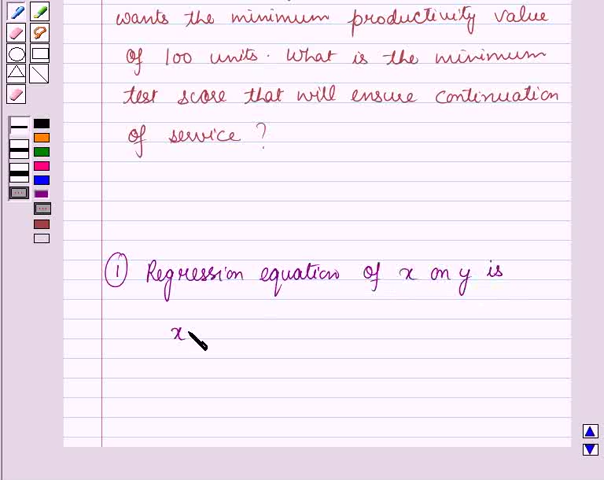 wants the minimum productivity value
of 100 units. What is the minimum
test score that will ensure continuation
of service ?
① Regression equation of x on y is
x